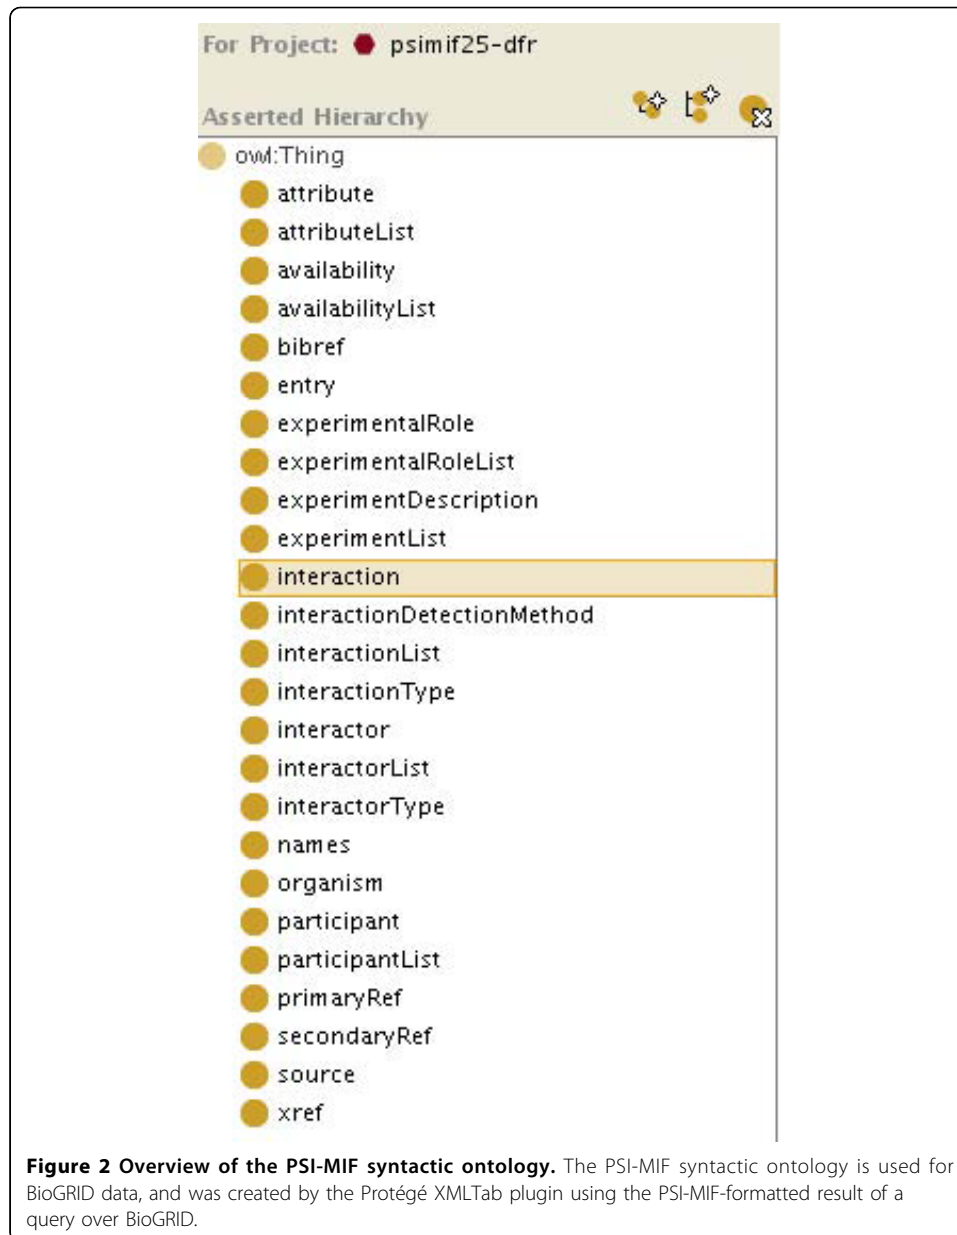 For Project: psimif25-dfr
Asserted Hierarchy
owl:Thing
attribute
attributeList
availability
availabilityList
bibref
entry
experimentalRole
experimentalRoleList
experimentDescription
experimentList
interaction
interactionDetectionMethod
interactionList
interactionType
interactor
interactorList
interactorType
names
organism
participant
participantList
primaryRef
secondaryRef
source
xref
Figure 2 Overview of the PSI-MIF syntactic ontology. The PSI-MIF syntactic ontology is used for
BioGRID data, and was created by the Protégé XMLTab plugin using the PSI-MIF-formatted result of a
query over BioGRID.